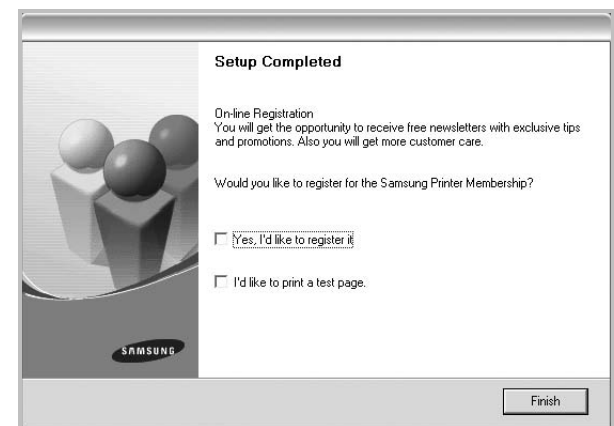 Setup Completed
On-line Registration
You will get the opportunity to receive free newsletters with exclusive tips
and promotions. Also you will get more customer care.
Would you like to register for the Samsung Printer Membership?
Yes, I'd like to register it
I'd like to print a test page.
SAMSUNG
Finish